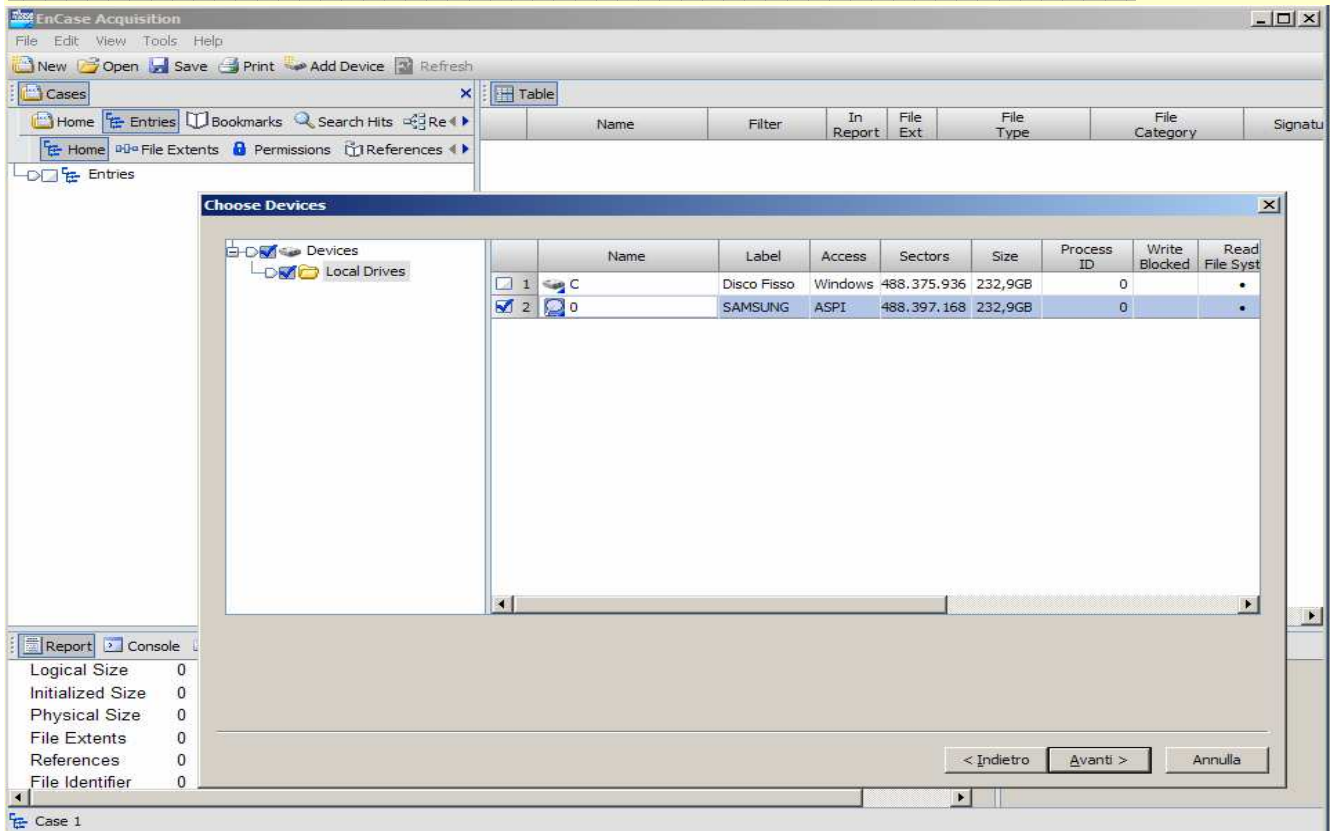 EnCase Acquisition
File Edit View Tools Help
New Open Save Print Add Device Refresh
Cases
Table
Home Entries Bookmarks Search Hits Re
Home File Extents Permissions References
Entries
Name Filter In Report File Ext File Type File Category Signatu
Choose Devices
Devices
Local Drives
Name Label Access Sectors Size Process ID Write Blocked Read File Syst
1 C Disco Fisso Windows 488.375.936 232,9GB 0 •
2 0 SAMSUNG ASPI 488.397.168 232,9GB 0 •
Report Console
Logical Size 0
Initialized Size 0
Physical Size 0
File Extents 0
References 0
File Identifier 0
< Indietro Avanti > Annulla
Case 1